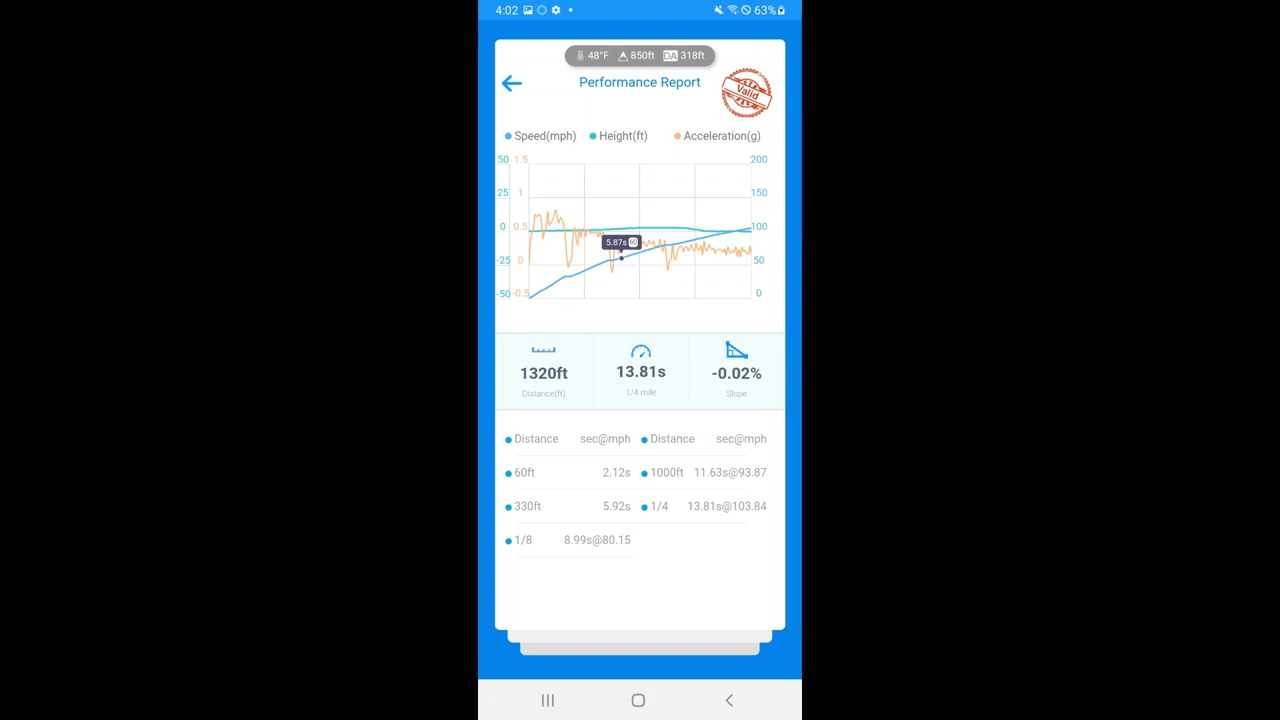 4:02 63%
48°F 850ft DA 318ft
Performance Report
Valid
Speed(mph) Height(ft) Acceleration(g)
50 1.5 200
25 1 150
0 0.5 100
-25 0 50
-50 -0.5 0
5.87s 60
1320ft 13.81s -0.02%
Distance(ft) 1/4 mile Slope
Distance sec@mph Distance sec@mph
60ft 2.12s 1000ft 11.63s@93.87
330ft 5.92s 1/4 13.81s@103.84
1/8 8.99s@80.15